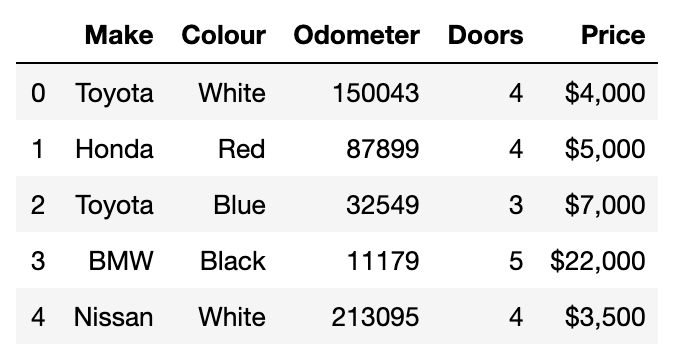 Make Colour Odometer Doors Price
0 Toyota White 150043 4 $4,000
1 Honda Red 87899 4 $5,000
2 Toyota Blue 32549 3 $7,000
3 BMW Black 11179 5 $22,000
4 Nissan White 213095 4 $3,500